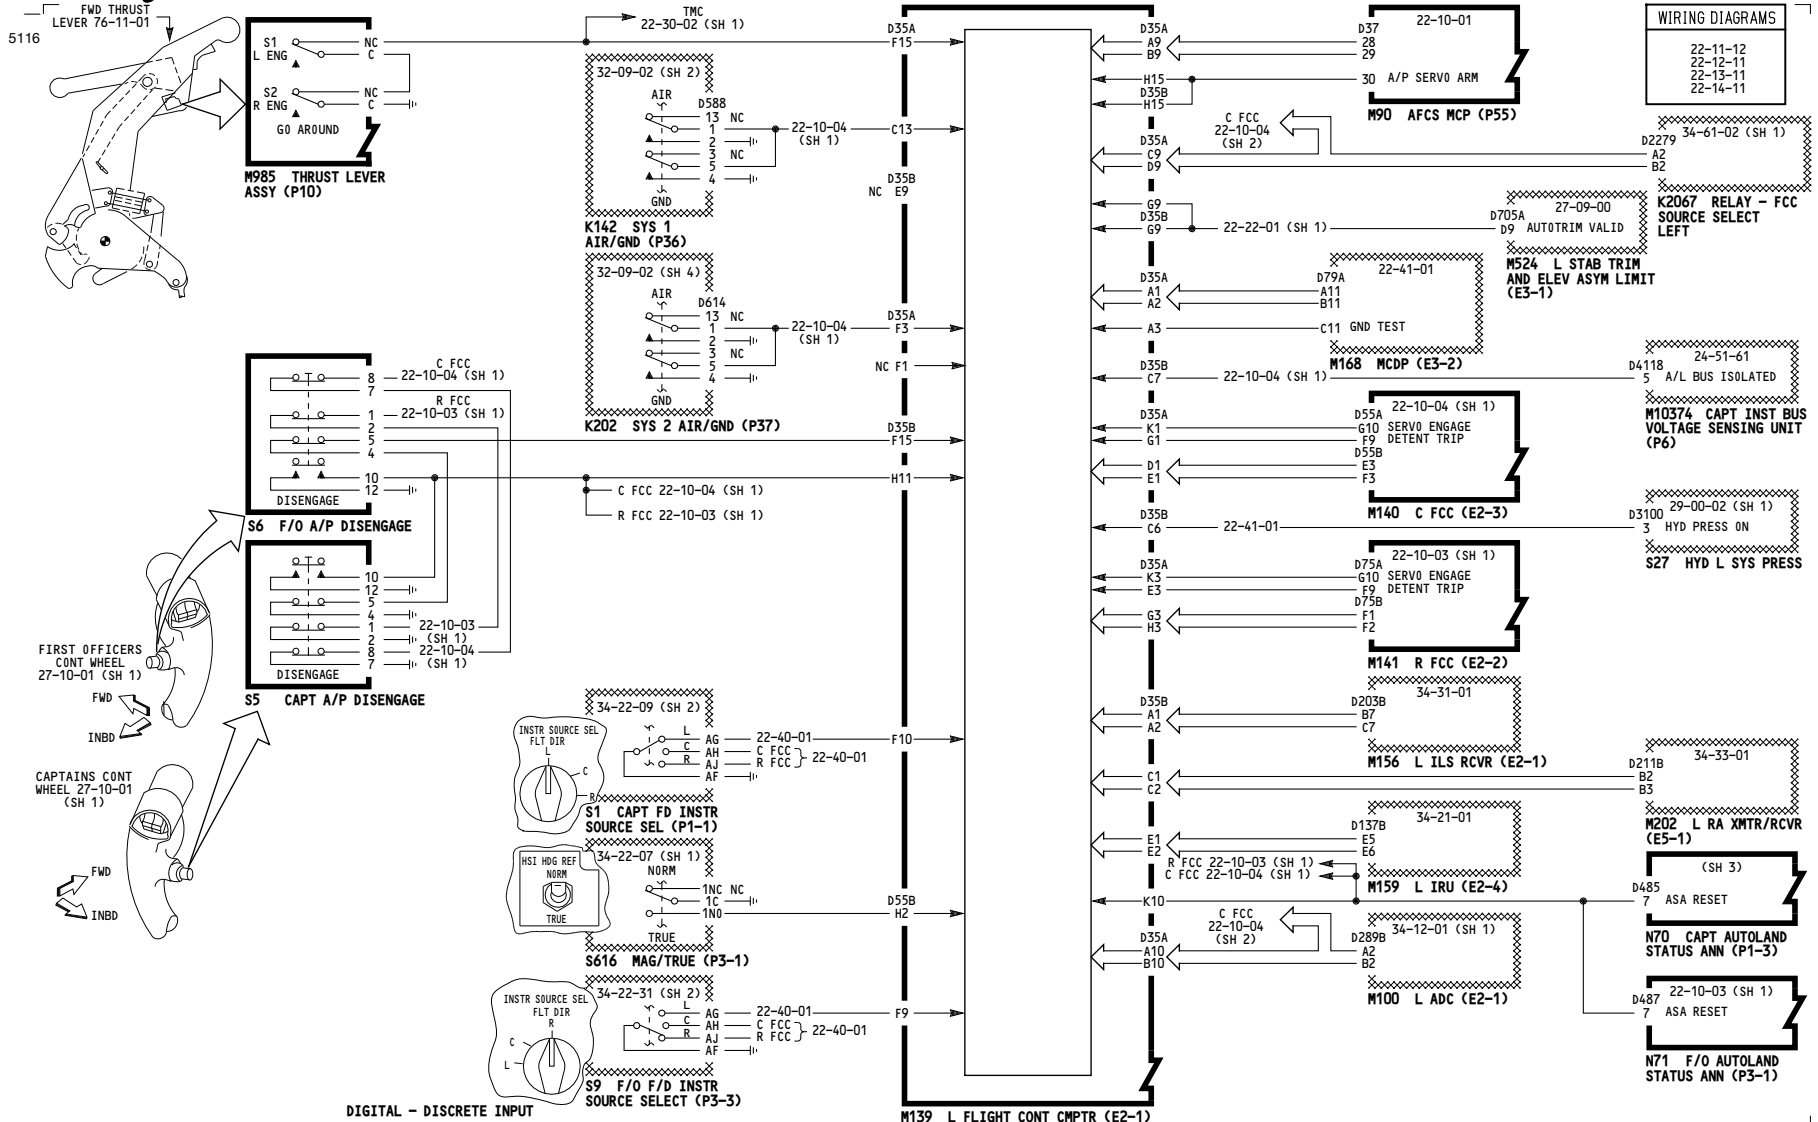 FWD THRUST
LEVER 76-11-01
5116
S1
L ENG
NC
C
S2
R ENG
NC
C
GO AROUND
M985 THRUST LEVER
ASSY (P10)
TMC
22-30-02 (SH 1)
32-09-02 (SH 2)
AIR
D588
13 NC
1
2
3 NC
5
4
GND
22-10-04
(SH 1)
K142 SYS 1
AIR/GND (P36)
32-09-02 (SH 4)
AIR
D614
13 NC
1
2
3 NC
5
4
GND
22-10-04
(SH 1)
K202 SYS 2 AIR/GND (P37)
D35A
F15
C13
D35B
NC E9
D35A
F3
NC F1
D35B
F15
H11
F10
D55B
H2
F9
C FCC
8 22-10-04 (SH 1)
7
R FCC
1 22-10-03 (SH 1)
2
5
4
10
12
DISENGAGE
S6 F/O A/P DISENGAGE
C FCC 22-10-04 (SH 1)
R FCC 22-10-03 (SH 1)
10
12
5
4
1 22-10-03
2 (SH 1)
8 22-10-04
7 (SH 1)
DISENGAGE
S5 CAPT A/P DISENGAGE
FIRST OFFICERS
CONT WHEEL
27-10-01 (SH 1)
FWD
INBD
CAPTAINS CONT
WHEEL 27-10-01
(SH 1)
FWD
INBD
INSTR SOURCE SEL
FLT DIR
L
C
R
34-22-09 (SH 2)
L AG 22-40-01
C AH C FCC
R AJ R FCC
22-40-01
AF
S1 CAPT FD INSTR
SOURCE SEL (P1-1)
HSI HDG REF
NORM
TRUE
34-22-07 (SH 1)
NORM
1NC NC
1C
1NO
TRUE
S616 MAG/TRUE (P3-1)
INSTR SOURCE SEL
FLT DIR
R
C
L
34-22-31 (SH 2)
L AG 22-40-01
C AH C FCC
R AJ R FCC
22-40-01
AF
S9 F/O F/D INSTR
SOURCE SELECT (P3-3)
DIGITAL - DISCRETE INPUT
M139 L FLIGHT CONT CMPTR (E2-1)
D35A
A9
B9
H15
D35B
H15
D35A
C9
D9
G9
D35B
G9
D35A
A1
A2
A3
D35B
C7
D35A
K1
G1
D1
E1
D35B
C6
D35A
K3
E3
G3
H3
D35B
A1
A2
C1
C2
E1
E2
K10
D35A
A10
B10
22-10-01
D37
28
29
30 A/P SERVO ARM
M90 AFCS MCP (P55)
WIRING DIAGRAMS
22-11-12
22-12-11
22-13-11
22-14-11
C FCC
22-10-04
(SH 2)
34-61-02 (SH 1)
D2279
A2
B2
K2067 RELAY - FCC
SOURCE SELECT
LEFT
22-22-01 (SH 1)
27-09-00
D705A
D9 AUTOTRIM VALID
M524 L STAB TRIM
AND ELEV ASYM LIMIT
(E3-1)
22-41-01
D79A
A11
B11
C11 GND TEST
M168 MCDP (E3-2)
22-10-04 (SH 1)
24-51-61
D4118
5 A/L BUS ISOLATED
M10374 CAPT INST BUS
VOLTAGE SENSING UNIT
(P6)
22-10-04 (SH 1)
D55A
G10 SERVO ENGAGE
F9 DETENT TRIP
D55B
E3
F3
M140 C FCC (E2-3)
22-41-01
29-00-02 (SH 1)
D3100
3 HYD PRESS ON
S27 HYD L SYS PRESS
22-10-03 (SH 1)
D75A
G10 SERVO ENGAGE
F9 DETENT TRIP
D75B
F1
F2
M141 R FCC (E2-2)
34-31-01
D203B
B7
C7
M156 L ILS RCVR (E2-1)
34-33-01
D211B
B2
B3
M202 L RA XMTR/RCVR
(E5-1)
34-21-01
D137B
E5
E6
M159 L IRU (E2-4)
R FCC 22-10-03 (SH 1)
C FCC 22-10-04 (SH 1)
(SH 3)
D485
7 ASA RESET
N70 CAPT AUTOLAND
STATUS ANN (P1-3)
C FCC
22-10-04
(SH 2)
34-12-01 (SH 1)
D289B
A2
B2
M100 L ADC (E2-1)
22-10-03 (SH 1)
D487
7 ASA RESET
N71 F/O AUTOLAND
STATUS ANN (P3-1)